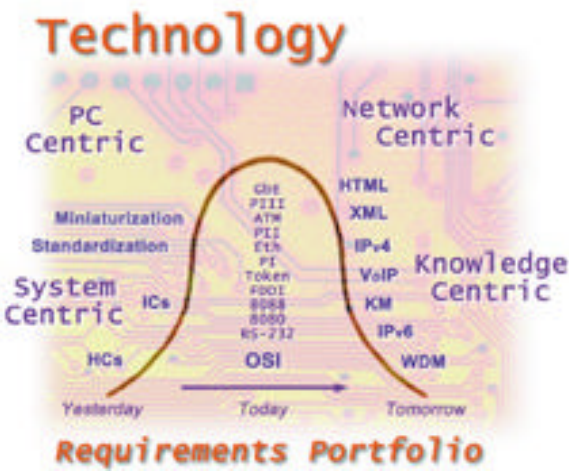 Technology
PC
Centric
Network
Centric
Miniaturization
Standardization
System
Centric
ICs
HCs
GbE
PIII
ATM
PII
Eth
PI
Token
FDDI
8088
8080
RS-232
OSI
HTML
XML
IPv4
VoIP
KM
IPv6
WDM
Knowledge
Centric
Yesterday
Today
Tomorrow
Requirements Portfolio